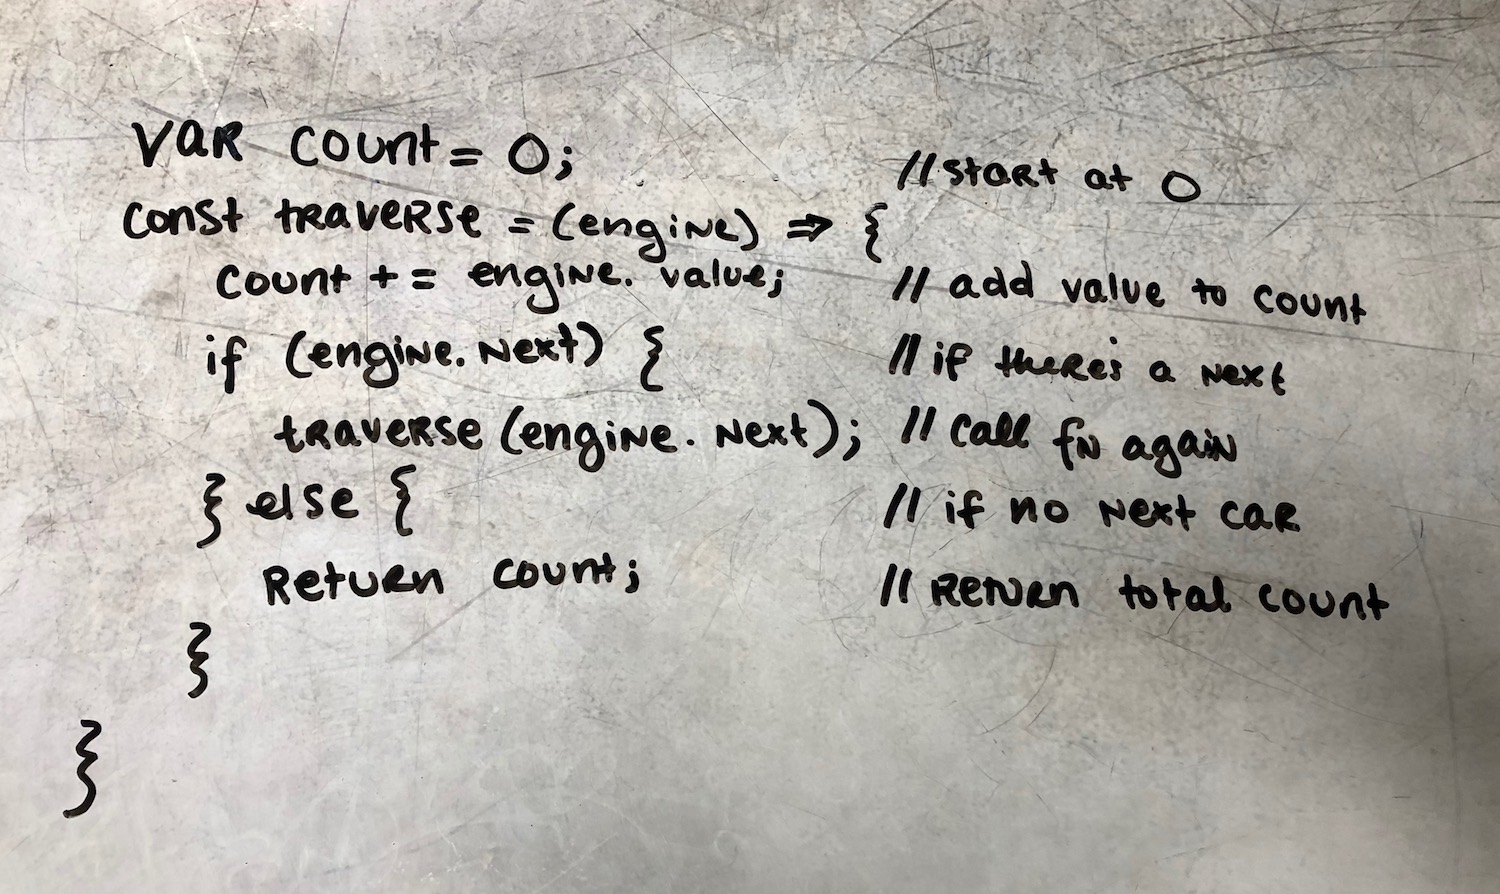 var count = 0; //start at 0
const traverse = (engine) => {
count += engine.value; // add value to count
if (engine.next) { // if there's a next
traverse(engine.next); // call fn again
} else { // if no next car
Return count; // Return total count
}
}